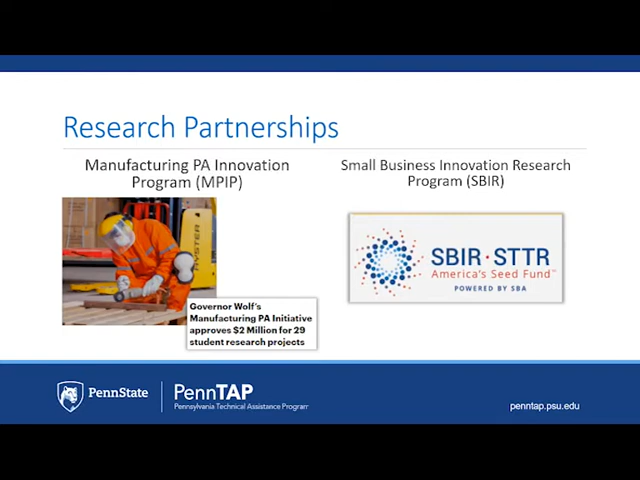 Research Partnerships
Manufacturing PA Innovation
Program (MPIP)
HYSTER
Governor Wolf's
Manufacturing PA Initiative
approves $2 Million for 29
student research projects
Small Business Innovation Research
Program (SBIR)
SBIR·STTR
America's Seed Fund™
POWERED BY SBA
PennState
PennTAP
Pennsylvania Technical Assistance Program
penntap.psu.edu